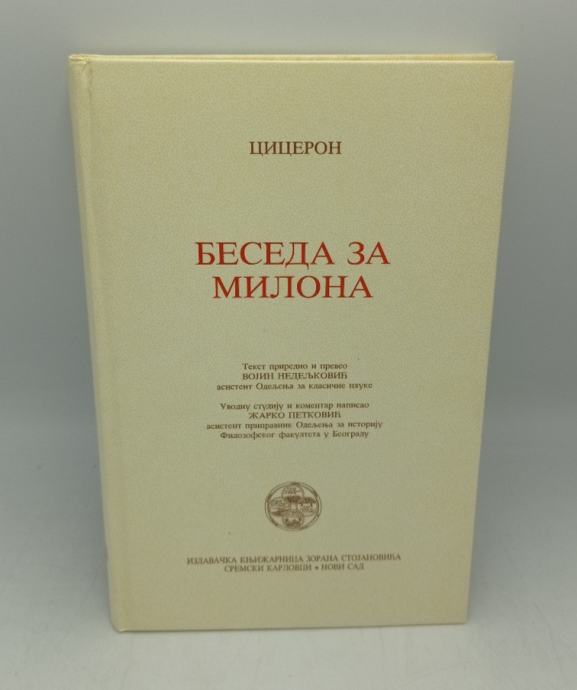 ЦИЦЕРОН
БЕСЕДА ЗА
МИЛОНА
Текст приредио и превео
ВОЈИН НЕДЕЉКОВИЋ
асистент Одељења за класичне науке
Уводну студију и коментар написао
ЖАРКО ПЕТКОВИЋ
асистент приправник Одељења за историју
Филозофског факултета у Београду
ИЗДАВАЧКА КЊИЖАРНИЦА ЗОРАНА СТОЈАНОВИЋА
СРЕМСКИ КАРЛОВЦИ • НОВИ САД